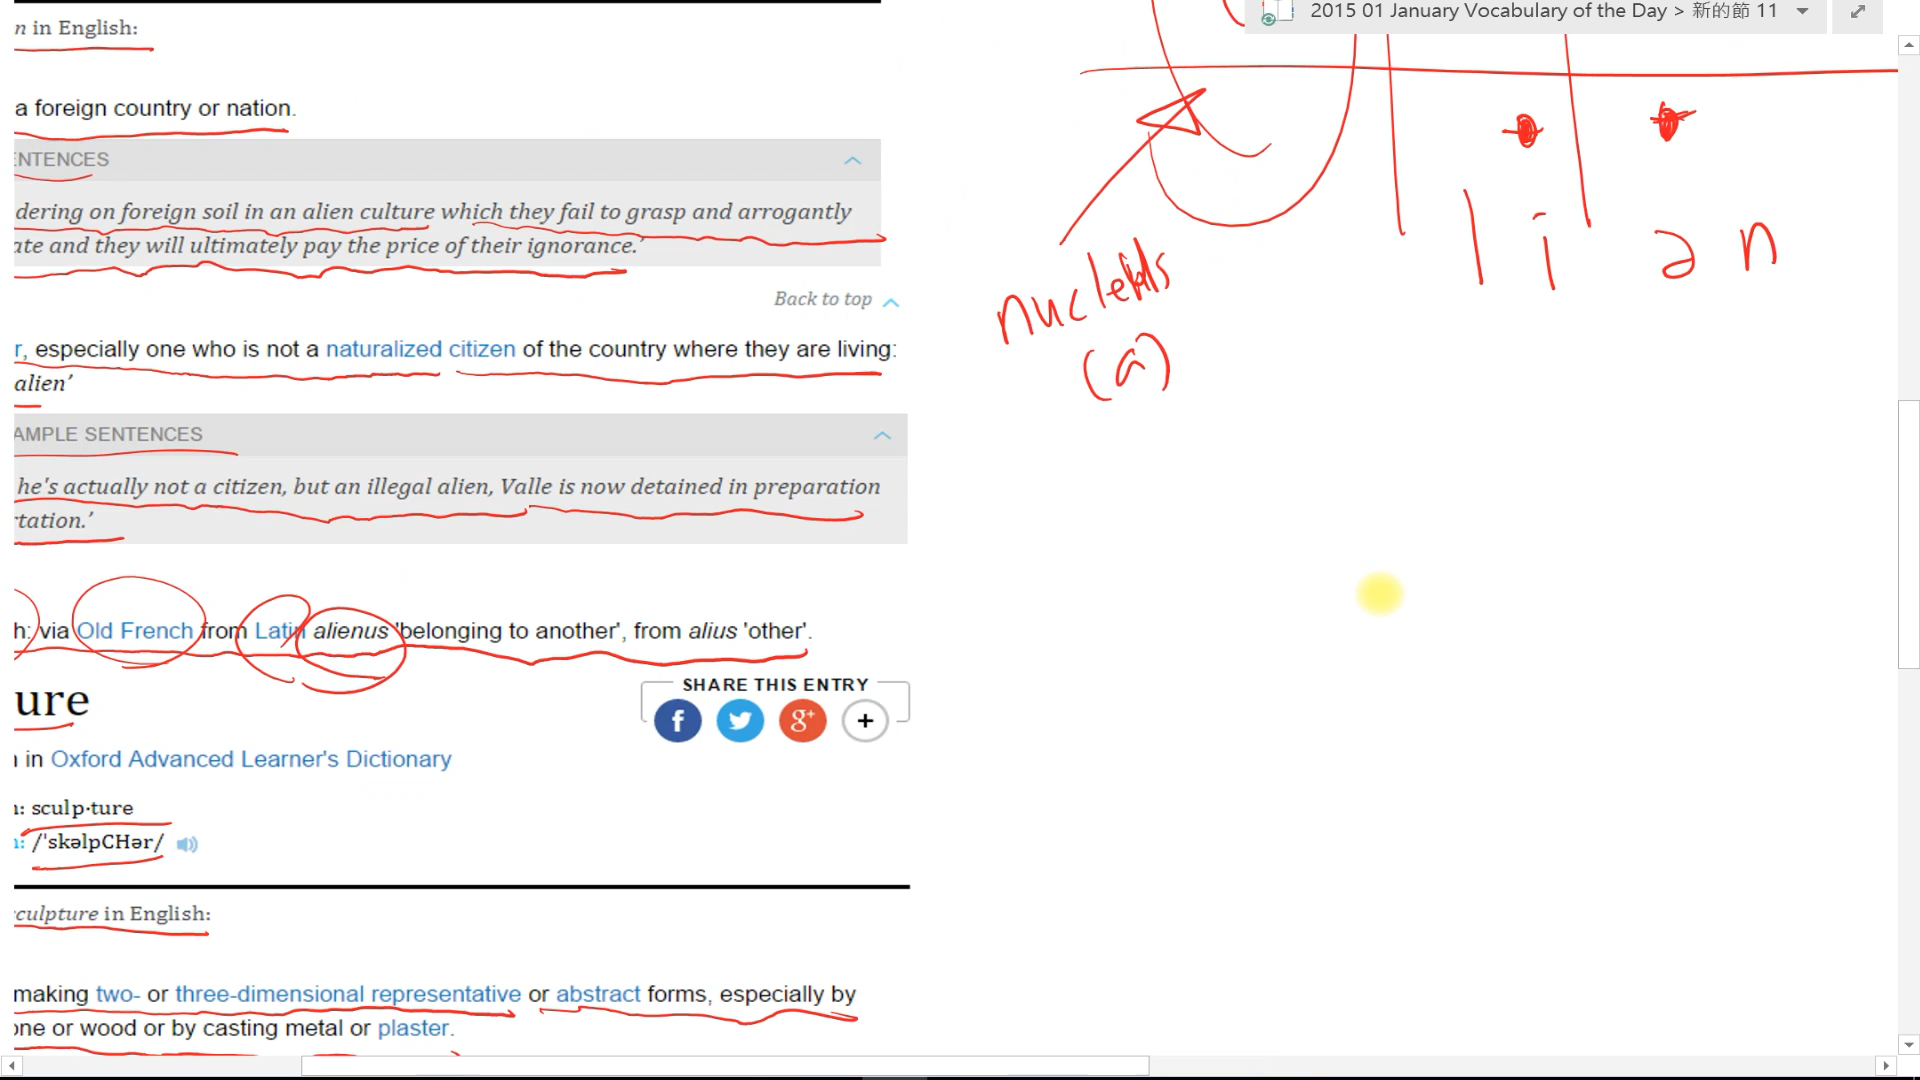 2015 01 January Vocabulary of the Day > 新的節 11
n in English:
a foreign country or nation.
ENTENCES
dering on foreign soil in an alien culture which they fail to grasp and arrogantly
ate and they will ultimately pay the price of their ignorance.'
Back to top
r, especially one who is not a naturalized citizen of the country where they are living:
alien'
AMPLE SENTENCES
he's actually not a citizen, but an illegal alien, Valle is now detained in preparation
rtation.'
h: via Old French from Latin alienus 'belonging to another', from alius 'other'.
ure
SHARE THIS ENTRY
n in Oxford Advanced Learner's Dictionary
n: sculp·ture
n: /ˈskəlpCHər/
culpture in English:
making two- or three-dimensional representative or abstract forms, especially by
one or wood or by casting metal or plaster.
l i ə n
(a)